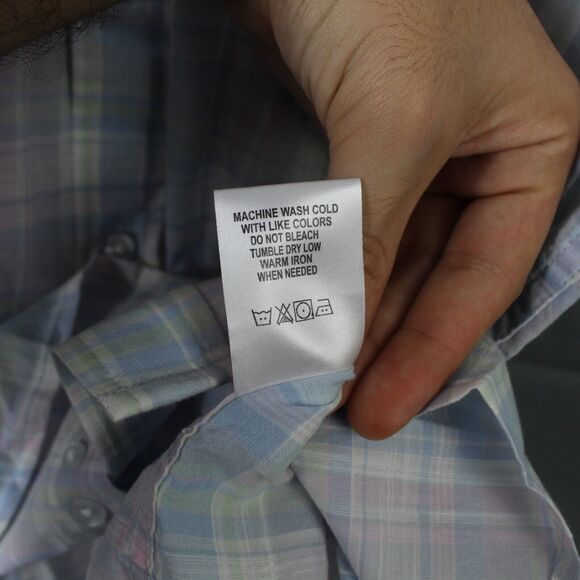 MACHINE WASH COLD
WITH LIKE COLORS
DO NOT BLEACH
TUMBLE DRY LOW
WARM IRON
WHEN NEEDED